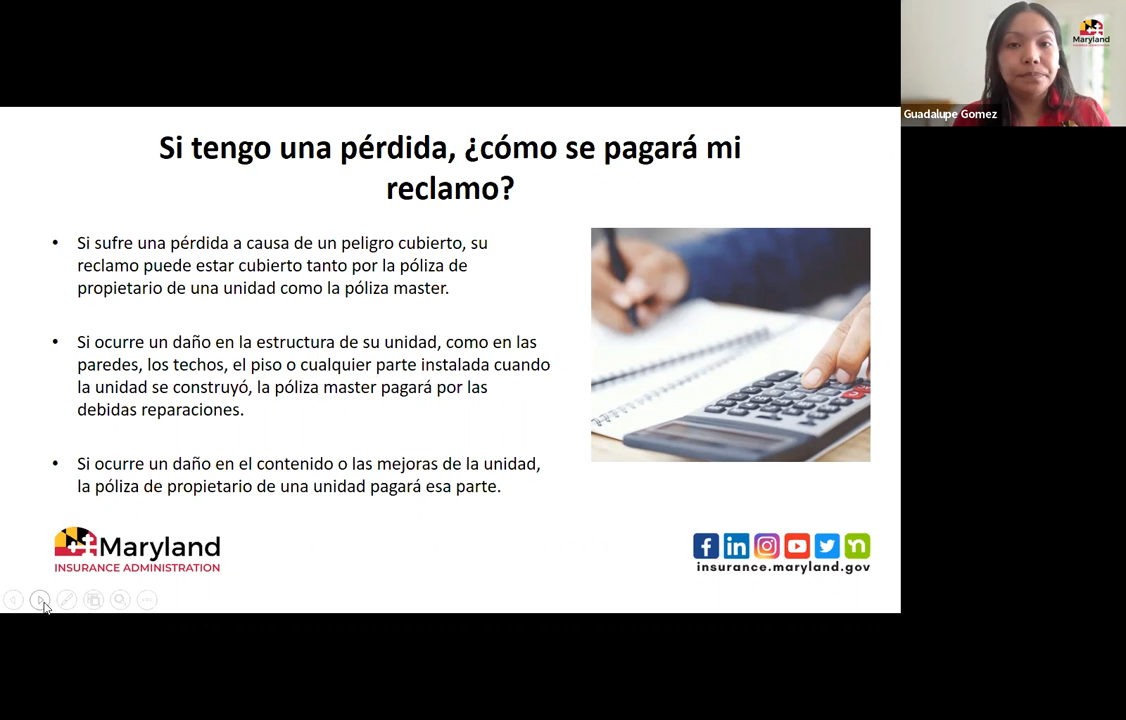 Si tengo una pérdida, ¿cómo se pagará mi
reclamo?
• Si sufre una pérdida a causa de un peligro cubierto, su
reclamo puede estar cubierto tanto por la póliza de
propietario de una unidad como la póliza master.
• Si ocurre un daño en la estructura de su unidad, como en las
paredes, los techos, el piso o cualquier parte instalada cuando
la unidad se construyó, la póliza master pagará por las
debidas reparaciones.
• Si ocurre un daño en el contenido o las mejoras de la unidad,
la póliza de propietario de una unidad pagará esa parte.
Maryland
INSURANCE ADMINISTRATION
insurance.maryland.gov
Maryland
Guadalupe Gomez